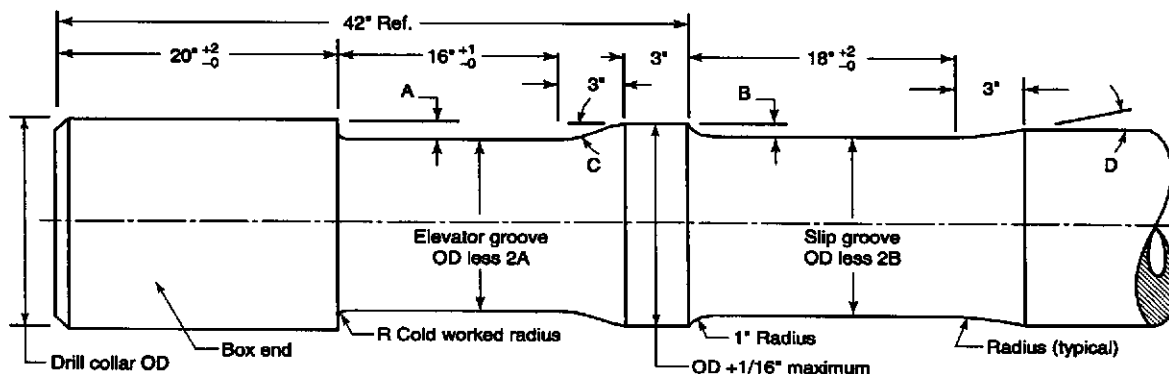 42" Ref.
20" +2 -0
16" +1 -0
3"
18" +2 -0
A
3"
B
3"
C
D
Elevator groove
OD less 2A
Slip groove
OD less 2B
R Cold worked radius
1" Radius
Radius (typical)
Box end
Drill collar OD
OD +1/16" maximum